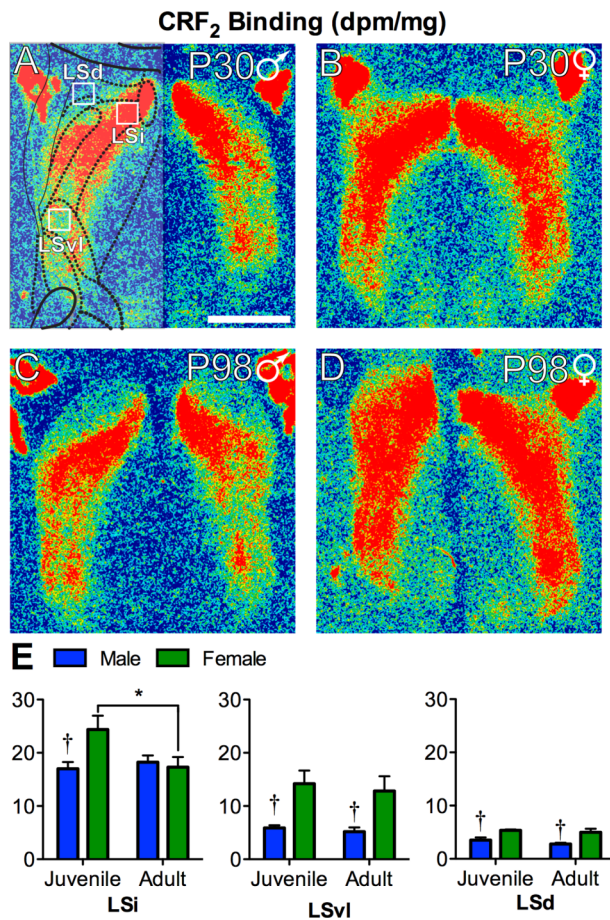 CRF₂ Binding (dpm/mg)
A LSd P30♂
LSi
LSvl
B P30♀
C P98♂
D P98♀
E Male Female
30 20 10 0
* †
Juvenile Adult
LSi
30 20 10 0
† †
Juvenile Adult
LSvl
30 20 10 0
† †
Juvenile Adult
LSd